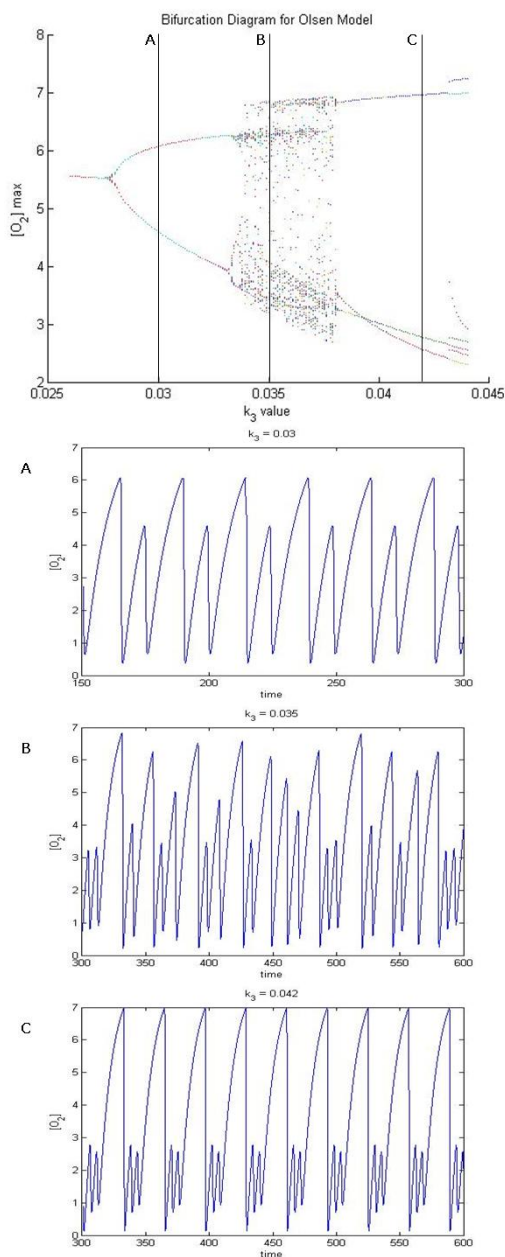 Bifurcation Diagram for Olsen Model
A B C
8
7
6
5
4
3
2
[O₂] max
0.025 0.03 0.035 0.04 0.045
k₃ value
k₃ = 0.03
A
7
6
5
4
3
2
1
0
[O₂]
150 200 250 300
time
k₃ = 0.035
B
7
6
5
4
3
2
1
0
[O₂]
300 350 400 450 500 550 600
time
k₃ = 0.042
C
7
6
5
4
3
2
1
0
[O₂]
300 350 400 450 500 550 600
time